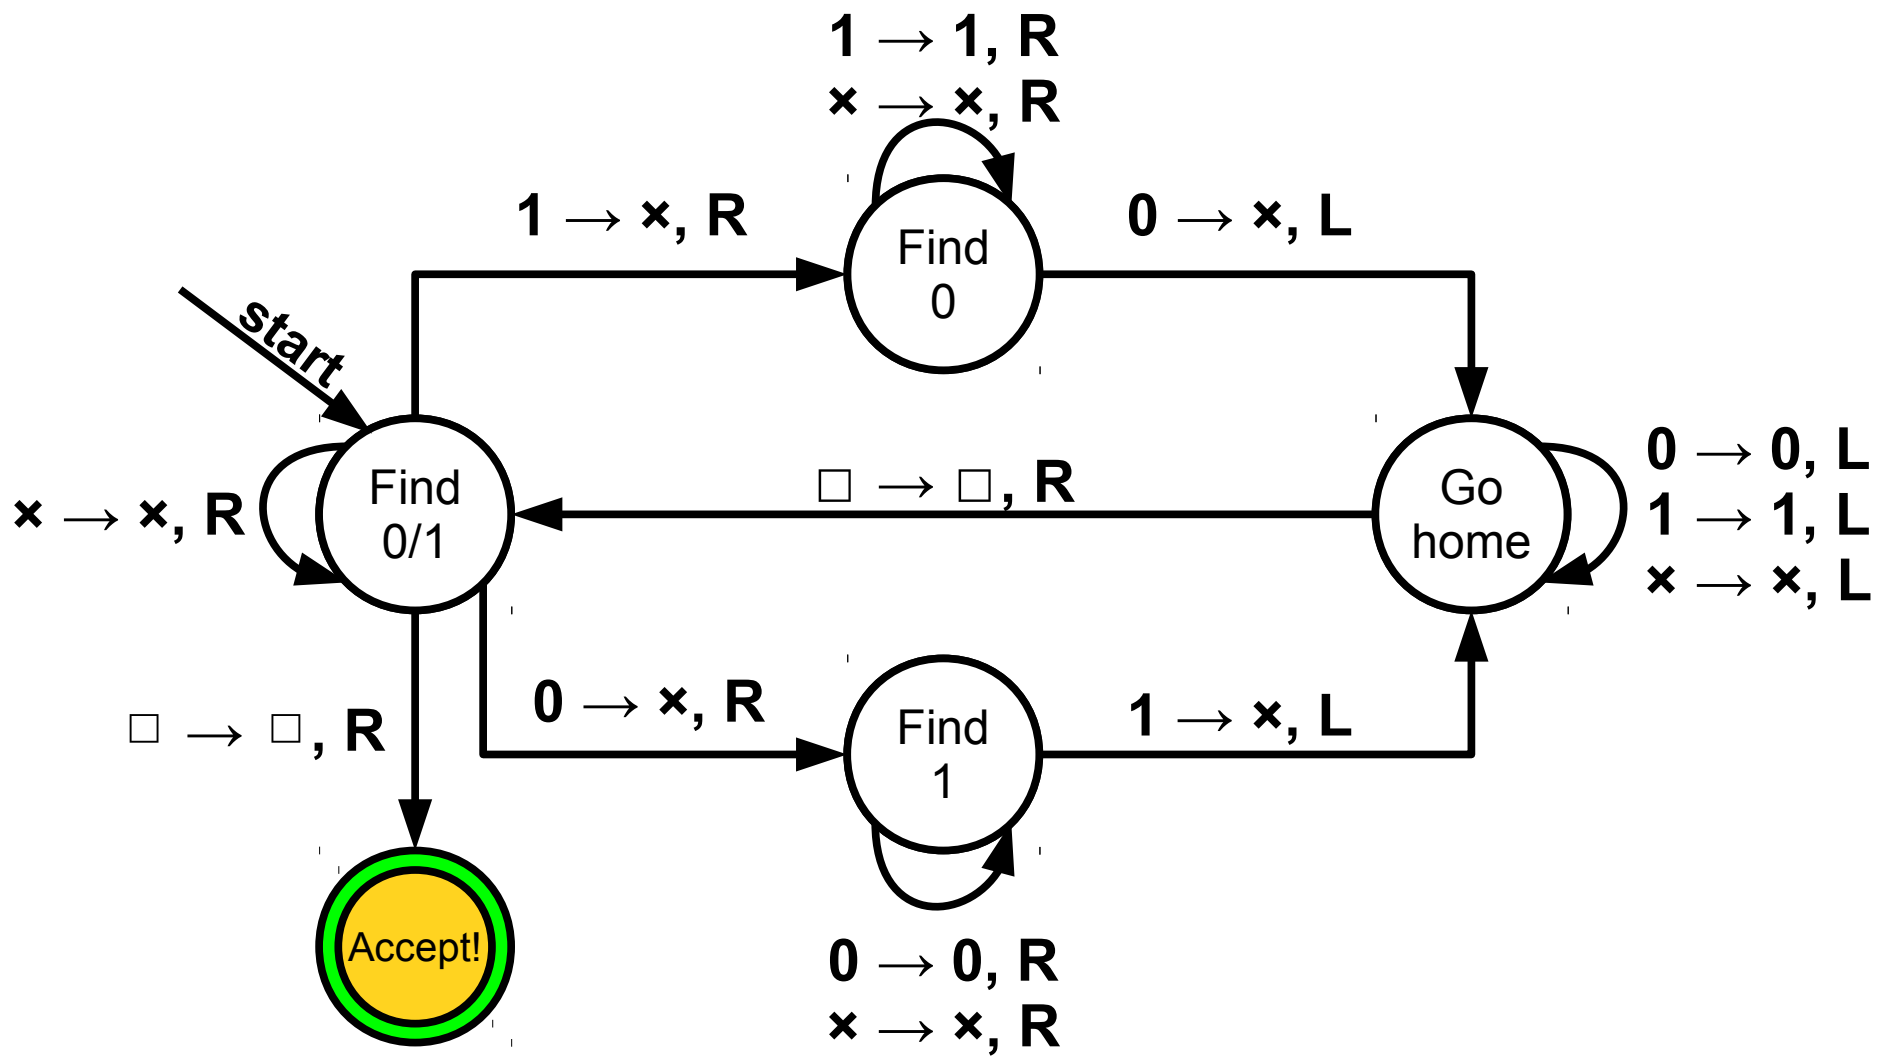 1 → 1, R
× → ×, R
1 → ×, R
Find
0
0 → ×, L
start
Find
0/1
× → ×, R
□ → □, R
Go
home
0 → 0, L
1 → 1, L
× → ×, L
□ → □, R
0 → ×, R
Find
1
1 → ×, L
Accept!
0 → 0, R
× → ×, R